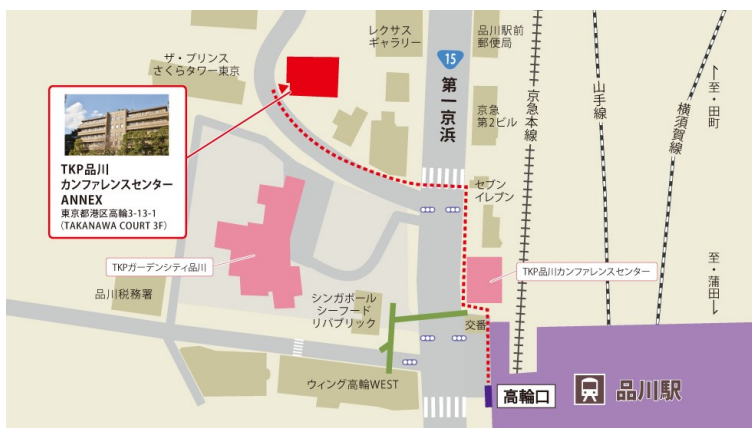 レクサス
ギャラリー
品川駅前
郵便局
ザ・プリンス
さくらタワー東京
15
第一京浜
京急
第2ビル
京急本線
山手線
横須賀線
至・田町
TKP品川
カンファレンスセンター
ANNEX
東京都港区高輪3-13-1
(TAKANAWA COURT 3F)
セブン
イレブン
TKPガーデンシティ品川
TKP品川カンファレンスセンター
至・蒲田
品川税務署
シンガポール
シーフード
リパブリック
交番
ウィング高輪WEST
高輪口
品川駅